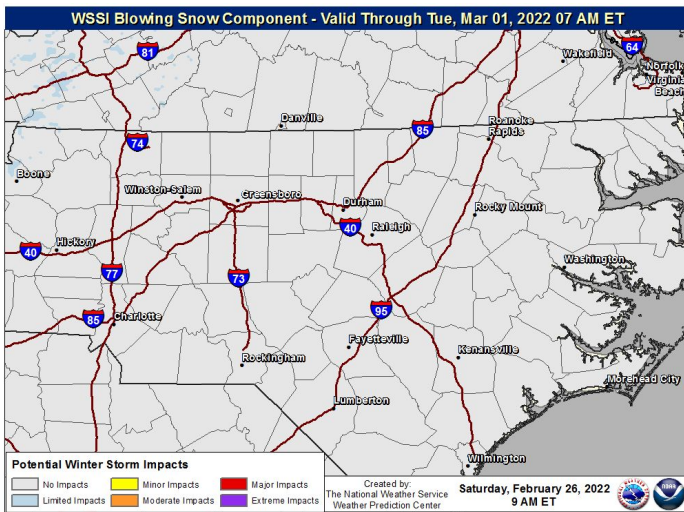 WSSI Blowing Snow Component - Valid Through Tue, Mar 01, 2022 07 AM ET
81
64
Wakefield
Norfolk
Virginia
Beach
Danville
74
85
Roanoke
Rapids
Boone
Winston-Salem
Greensboro
Durham
Rocky Mount
40
Raleigh
Hickory
40
Washington
77
73
95
85
Charlotte
Fayetteville
Kenansville
Rockingham
Morehead City
Lumberton
Wilmington
Potential Winter Storm Impacts
No Impacts
Minor Impacts
Major Impacts
Limited Impacts
Moderate Impacts
Extreme Impacts
Created by:
The National Weather Service
Weather Prediction Center
Saturday, February 26, 2022
9 AM ET